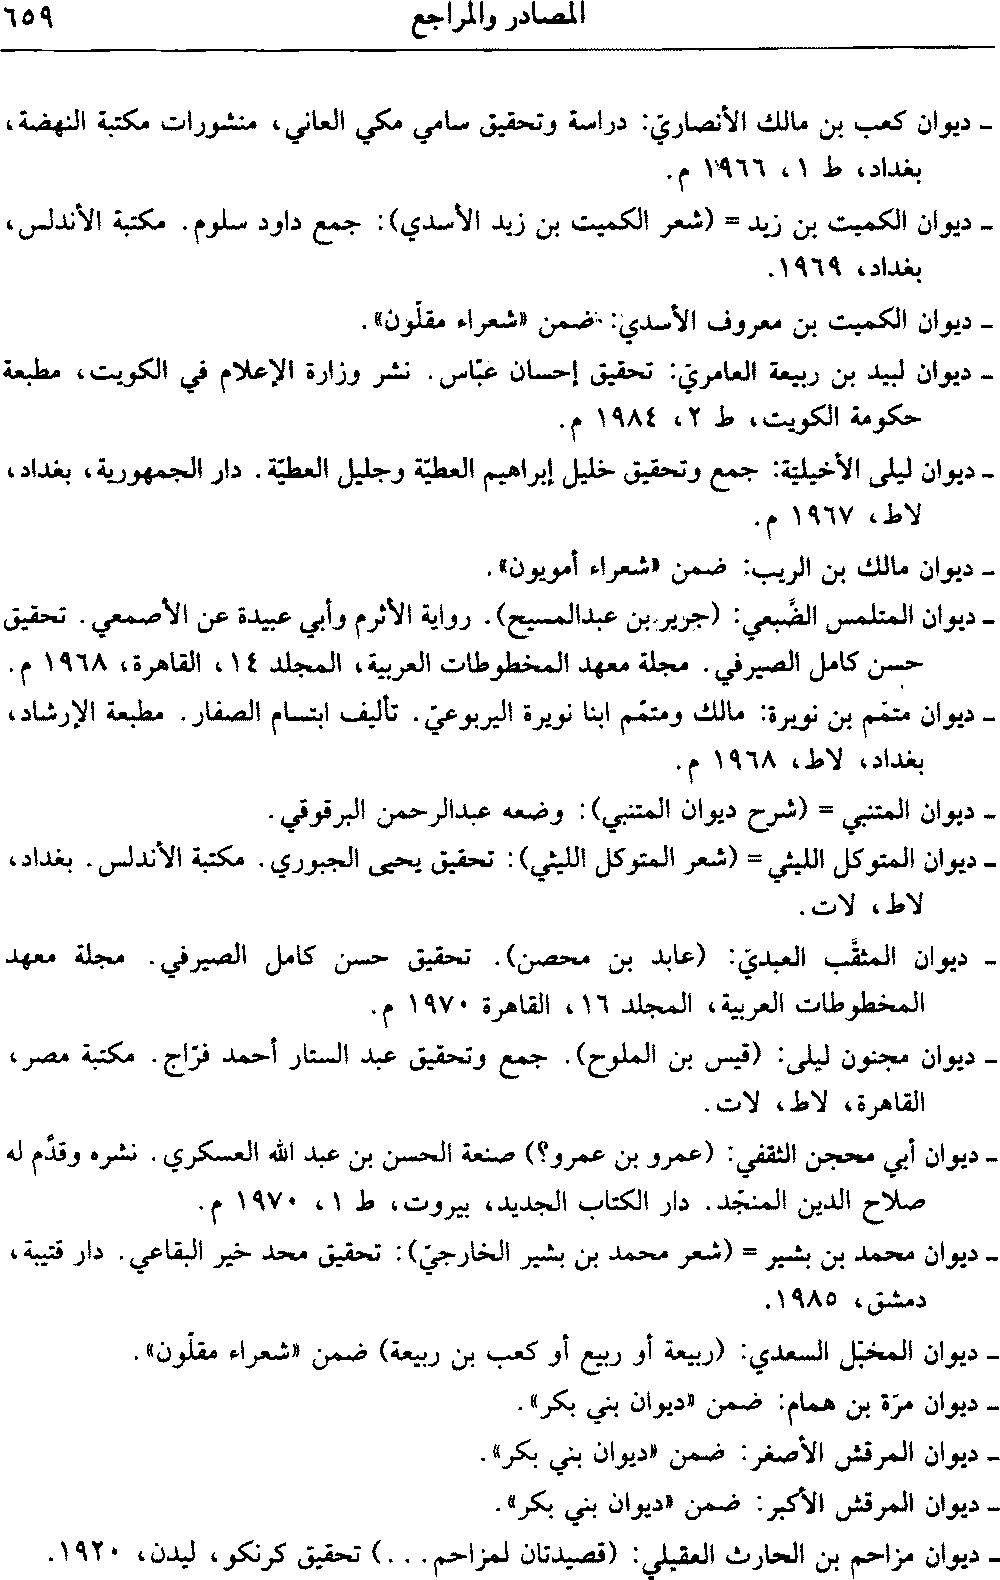 المصادر والمراجع ٦٥٩
- ديوان كعب بن مالك الأنصاريّ: دراسة وتحقيق سامي مكي العاني، منشورات مكتبة النهضة،
بغداد، ط ١، ١٩٦٦ م.
- ديوان الكميت بن زيد = (شعر الكميت بن زيد الأسدي): جمع داود سلوم. مكتبة الأندلس،
بغداد، ١٩٦٩.
- ديوان الكميت بن معروف الأسدي: ضمن «شعراء مقلّون».
- ديوان لبيد بن ربيعة العامريّ: تحقيق إحسان عبّاس. نشر وزارة الإعلام في الكويت، مطبعة
حكومة الكويت، ط ٢، ١٩٨٤ م.
- ديوان ليلى الأخيليّة: جمع وتحقيق خليل إبراهيم العطيّة وجليل العطيّة. دار الجمهورية، بغداد،
لاط، ١٩٦٧ م.
- ديوان مالك بن الريب: ضمن «شعراء أمويون».
- ديوان المتلمس الضَّبعي: (جرير بن عبدالمسيح). رواية الأثرم وأبي عبيدة عن الأصمعي. تحقيق
حسن كامل الصيرفي. مجلة معهد المخطوطات العربية، المجلد ١٤، القاهرة، ١٩٦٨ م.
- ديوان متمّم بن نويرة: مالك ومتمّم ابنا نويرة اليربوعيّ. تأليف ابتسام الصفار. مطبعة الإرشاد،
بغداد، لاط، ١٩٦٨ م.
- ديوان المتنبي = (شرح ديوان المتنبي): وضعه عبدالرحمن البرقوقي.
- ديوان المتوكل الليثي = (شعر المتوكل الليثي): تحقيق يحيى الجبوري. مكتبة الأندلس. بغداد،
لاط، لات.
- ديوان المثقَّب العبديّ: (عابد بن محصن). تحقيق حسن كامل الصيرفي. مجلة معهد
المخطوطات العربية، المجلد ١٦، القاهرة ١٩٧٠ م.
- ديوان مجنون ليلى: (قيس بن الملوح). جمع وتحقيق عبد الستار أحمد فرّاج. مكتبة مصر،
القاهرة، لاط، لات.
- ديوان أبي محجن الثقفي: (عمرو بن عمرو؟) صنعة الحسن بن عبد الله العسكري. نشره وقدَّم له
صلاح الدين المنجّد. دار الكتاب الجديد، بيروت، ط ١، ١٩٧٠ م.
- ديوان محمد بن بشير = (شعر محمد بن بشير الخارجيّ): تحقيق محد خير البقاعي. دار قتيبة،
دمشق، ١٩٨٥.
- ديوان المخبّل السعدي: (ربيعة أو ربيع أو كعب بن ربيعة) ضمن «شعراء مقلّون».
- ديوان مرّة بن همام: ضمن «ديوان بني بكر».
- ديوان المرقش الأصغر: ضمن «ديوان بني بكر».
- ديوان المرقش الأكبر: ضمن «ديوان بني بكر».
- ديوان مزاحم بن الحارث العقيلي: (قصيدتان لمزاحم...) تحقيق كرنكو، ليدن، ١٩٢٠.